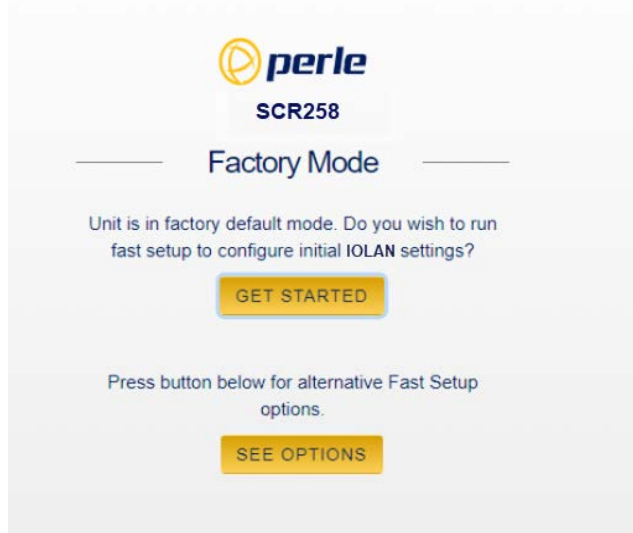 perle
SCR258
Factory Mode
Unit is in factory default mode. Do you wish to run
fast setup to configure initial IOLAN settings?
GET STARTED
Press button below for alternative Fast Setup
options.
SEE OPTIONS